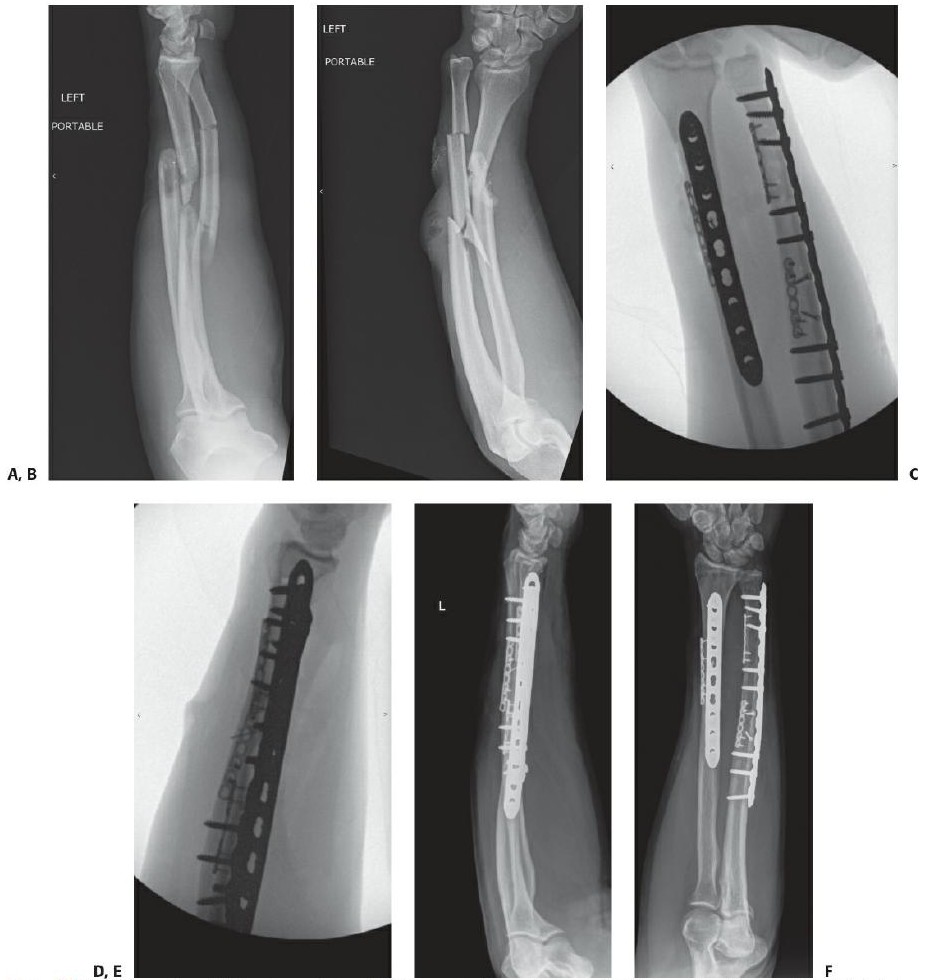 LEFT
PORTABLE
LEFT
PORTABLE
A, B
C
L
D, E
F